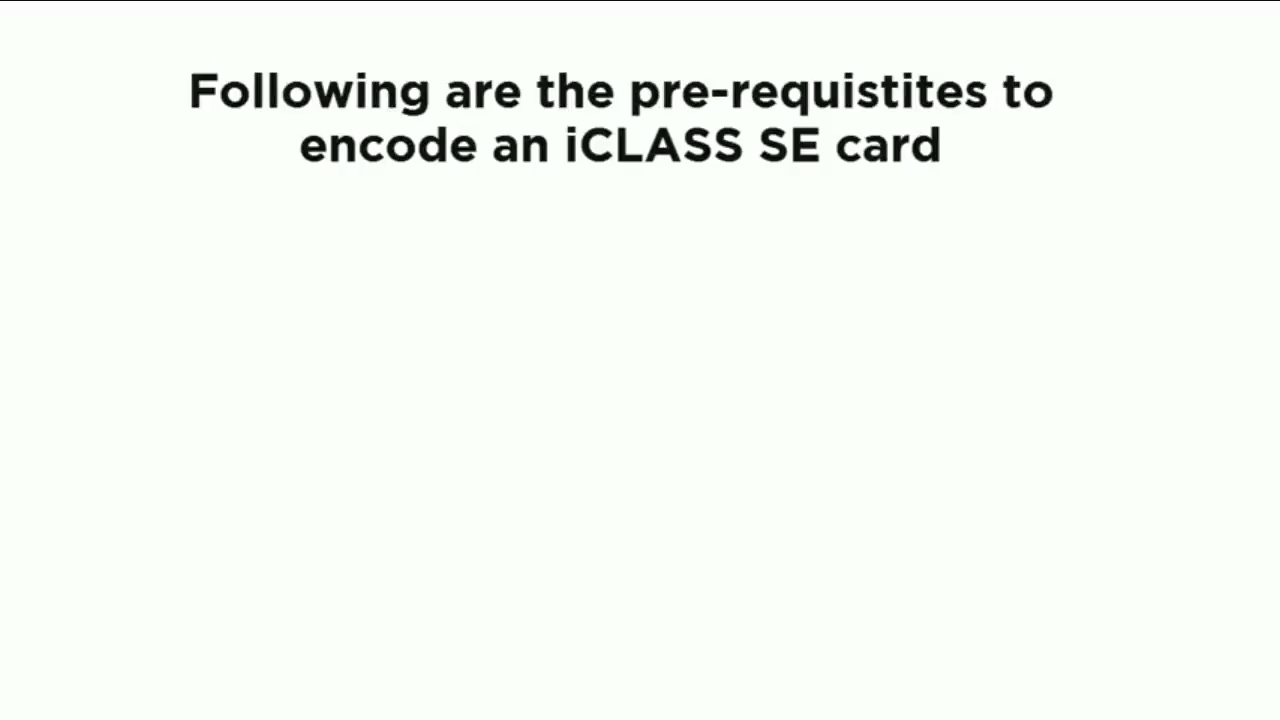 Following are the pre-requistites to
encode an iCLASS SE card